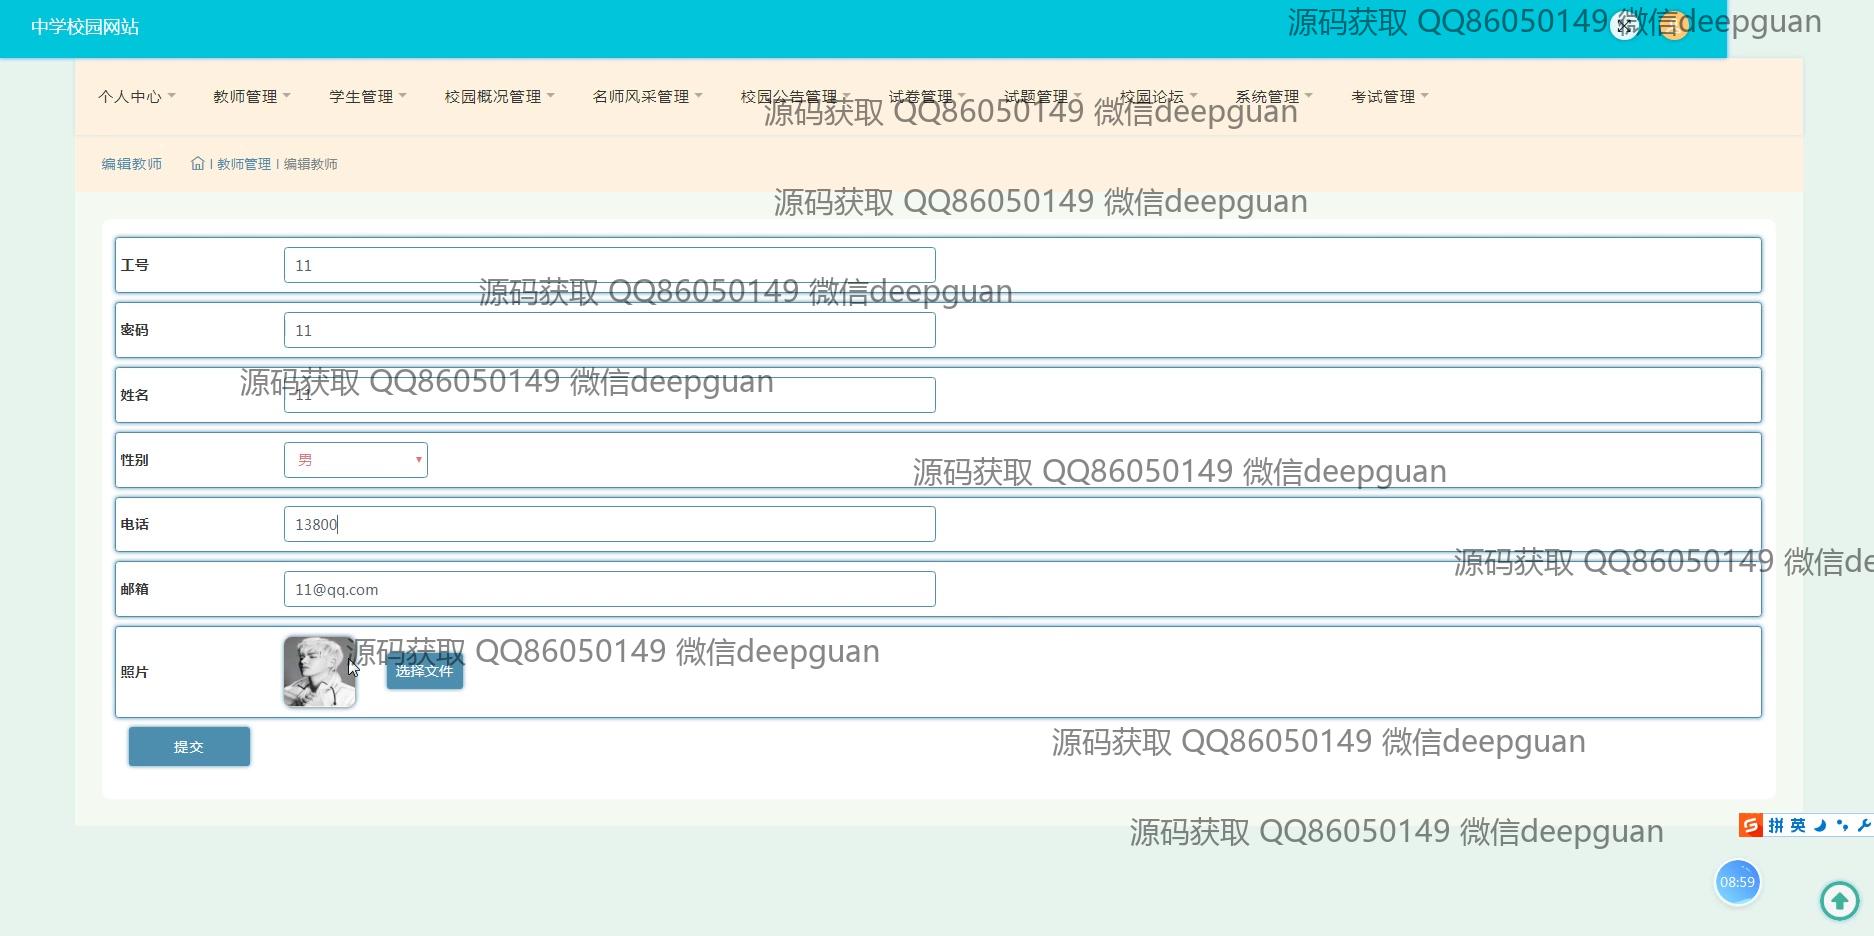 中学校园网站
源码获取 QQ86050149 微信deepguan
个人中心 教师管理 学生管理 校园概况管理 名师风采管理 校园公告管理 试卷管理 试题管理 校园论坛 系统管理 考试管理
源码获取 QQ86050149 微信deepguan
编辑教师 | 教师管理 | 编辑教师
源码获取 QQ86050149 微信deepguan
工号 11
源码获取 QQ86050149 微信deepguan
密码 11
源码获取 QQ86050149 微信deepguan
姓名 11
性别 男
源码获取 QQ86050149 微信deepguan
电话 13800
源码获取 QQ86050149 微信de
邮箱 11@qq.com
源码获取 QQ86050149 微信deepguan
照片 选择文件
提交
源码获取 QQ86050149 微信deepguan
源码获取 QQ86050149 微信deepguan
拼 英
08:59